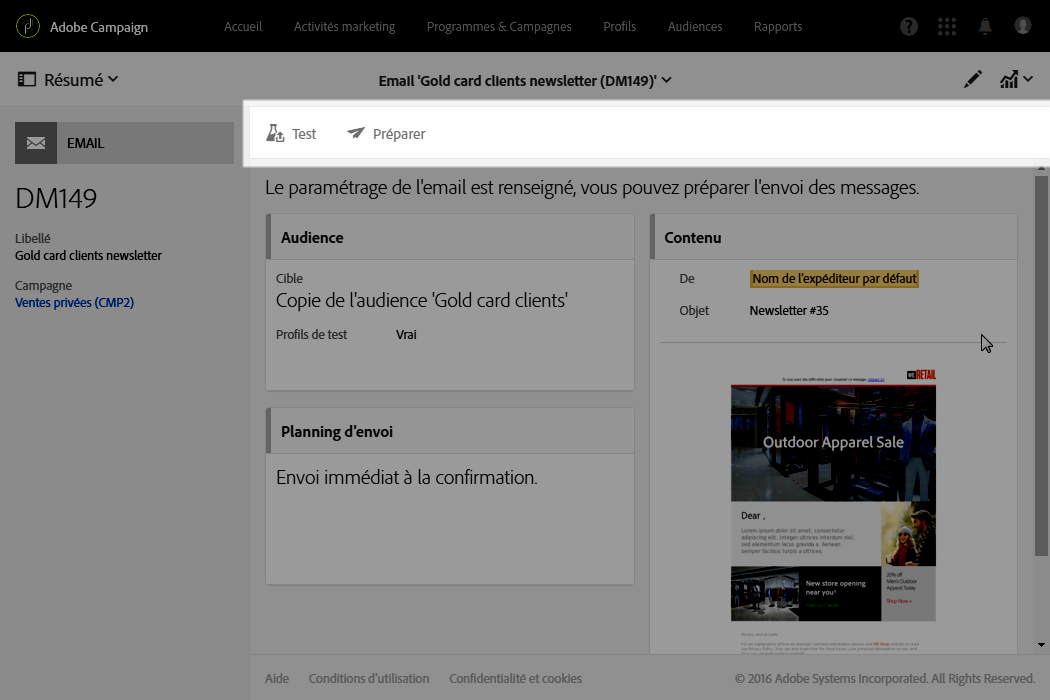 Adobe Campaign
Accueil
Activités marketing
Programmes & Campagnes
Profils
Audiences
Rapports
Résumé
Email 'Gold card clients newsletter (DM149)'
EMAIL
DM149
Libellé
Gold card clients newsletter
Campagne
Ventes privées (CMP2)
Test
Préparer
Le paramétrage de l'email est renseigné, vous pouvez préparer l'envoi des messages.
Audience
Cible
Copie de l'audience 'Gold card clients'
Profils de test
Vrai
Planning d'envoi
Envoi immédiat à la confirmation.
Contenu
De
Nom de l'expéditeur par défaut
Objet
Newsletter #35
RETAIL
Outdoor Apparel Sale
Dear ,
Lorem ipsum dolor sit amet, consectetur
adipiscing elit. Integer ultrices interdum nisl,
sed elementum lacus gravida a. Aenean
semper facilisis turpis a ultrices.
New store opening
near you!
20% off
Men's Outdoor
Apparel Today
Shop Now »
Aide
Conditions d'utilisation
Confidentialité et cookies
© 2016 Adobe Systems Incorporated. All Rights Reserved.